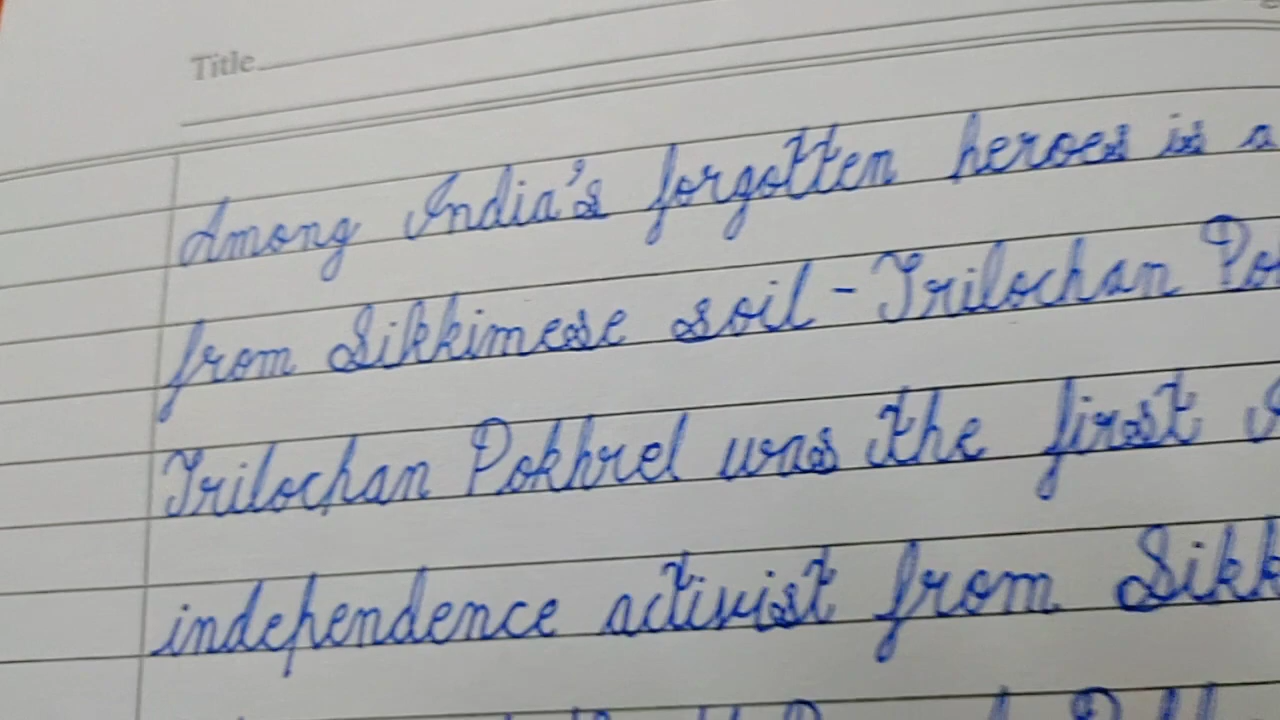 Title
Among India's forgotten heroes is a
from Sikkimese soil - Trilochan
Trilochan Pokhrel was the first
independence activist from